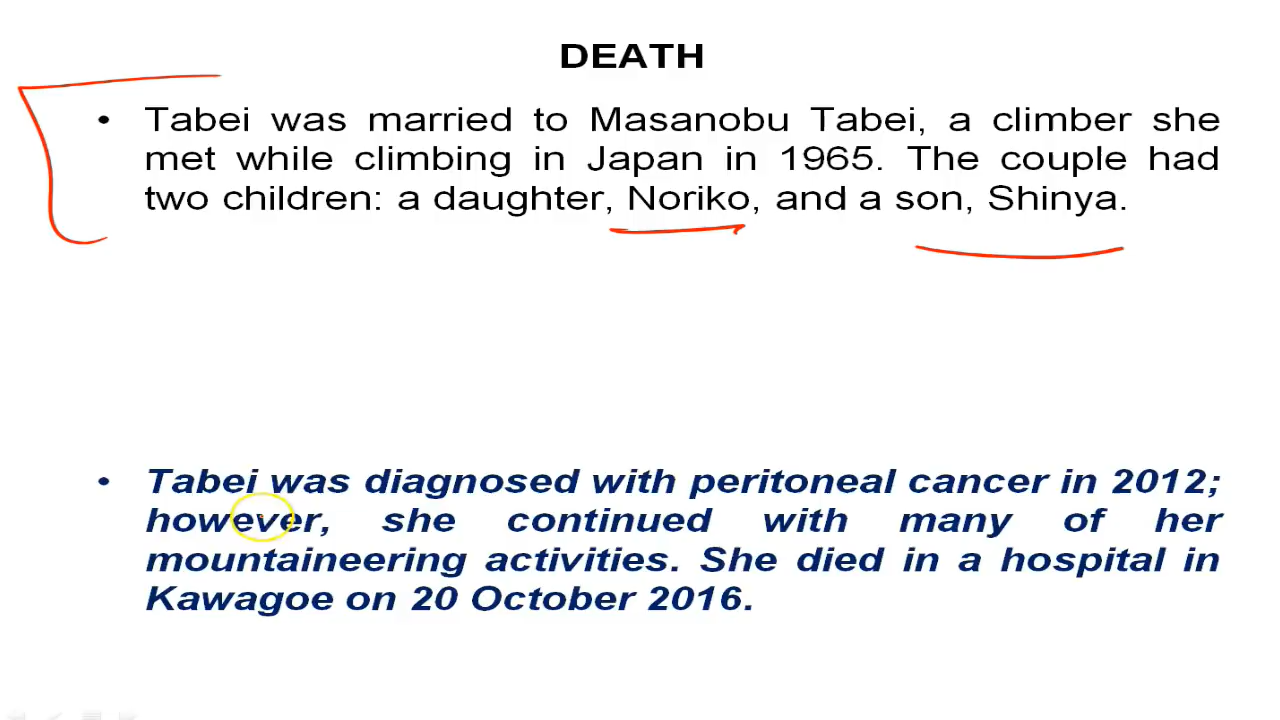 DEATH
• Tabei was married to Masanobu Tabei, a climber she
met while climbing in Japan in 1965. The couple had
two children: a daughter, Noriko, and a son, Shinya.
• Tabei was diagnosed with peritoneal cancer in 2012;
however, she continued with many of her
mountaineering activities. She died in a hospital in
Kawagoe on 20 October 2016.